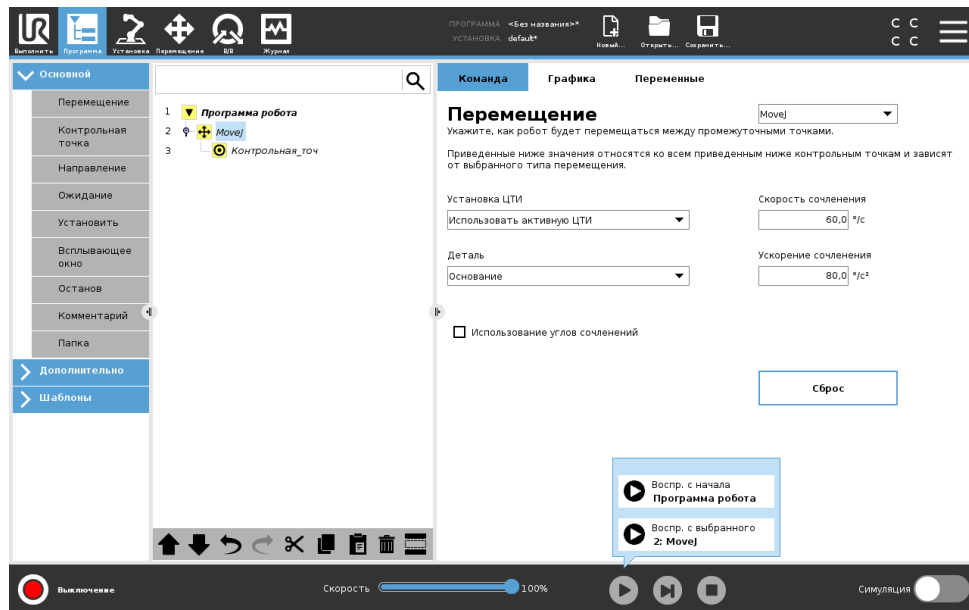 UR
Выполнить
Программа
Установка
Перемещение
В/В
Журнал
ПРОГРАММА <Без названия>*
УСТАНОВКА default*
Новый...
Открыть...
Сохранить...
C C
C C
Основной
Перемещение
Контрольная
точка
Направление
Ожидание
Установить
Всплывающее
окно
Останов
Комментарий
Папка
Дополнительно
Шаблоны
1 Программа робота
2 MoveJ
3 Контрольная_точ
Команда
Графика
Переменные
Перемещение
MoveJ
Укажите, как робот будет перемещаться между промежуточными точками.
Приведенные ниже значения относятся ко всем приведенным ниже контрольным точкам и зависят
от выбранного типа перемещения.
Установка ЦТИ
Скорость сочленения
Использовать активную ЦТИ
60,0 °/с
Деталь
Ускорение сочленения
Основание
80,0 °/с²
Использование углов сочленений
Сброс
Воспр. с начала
Программа робота
Воспр. с выбранного
2: MoveJ
Выключение
Скорость
100%
Симуляция